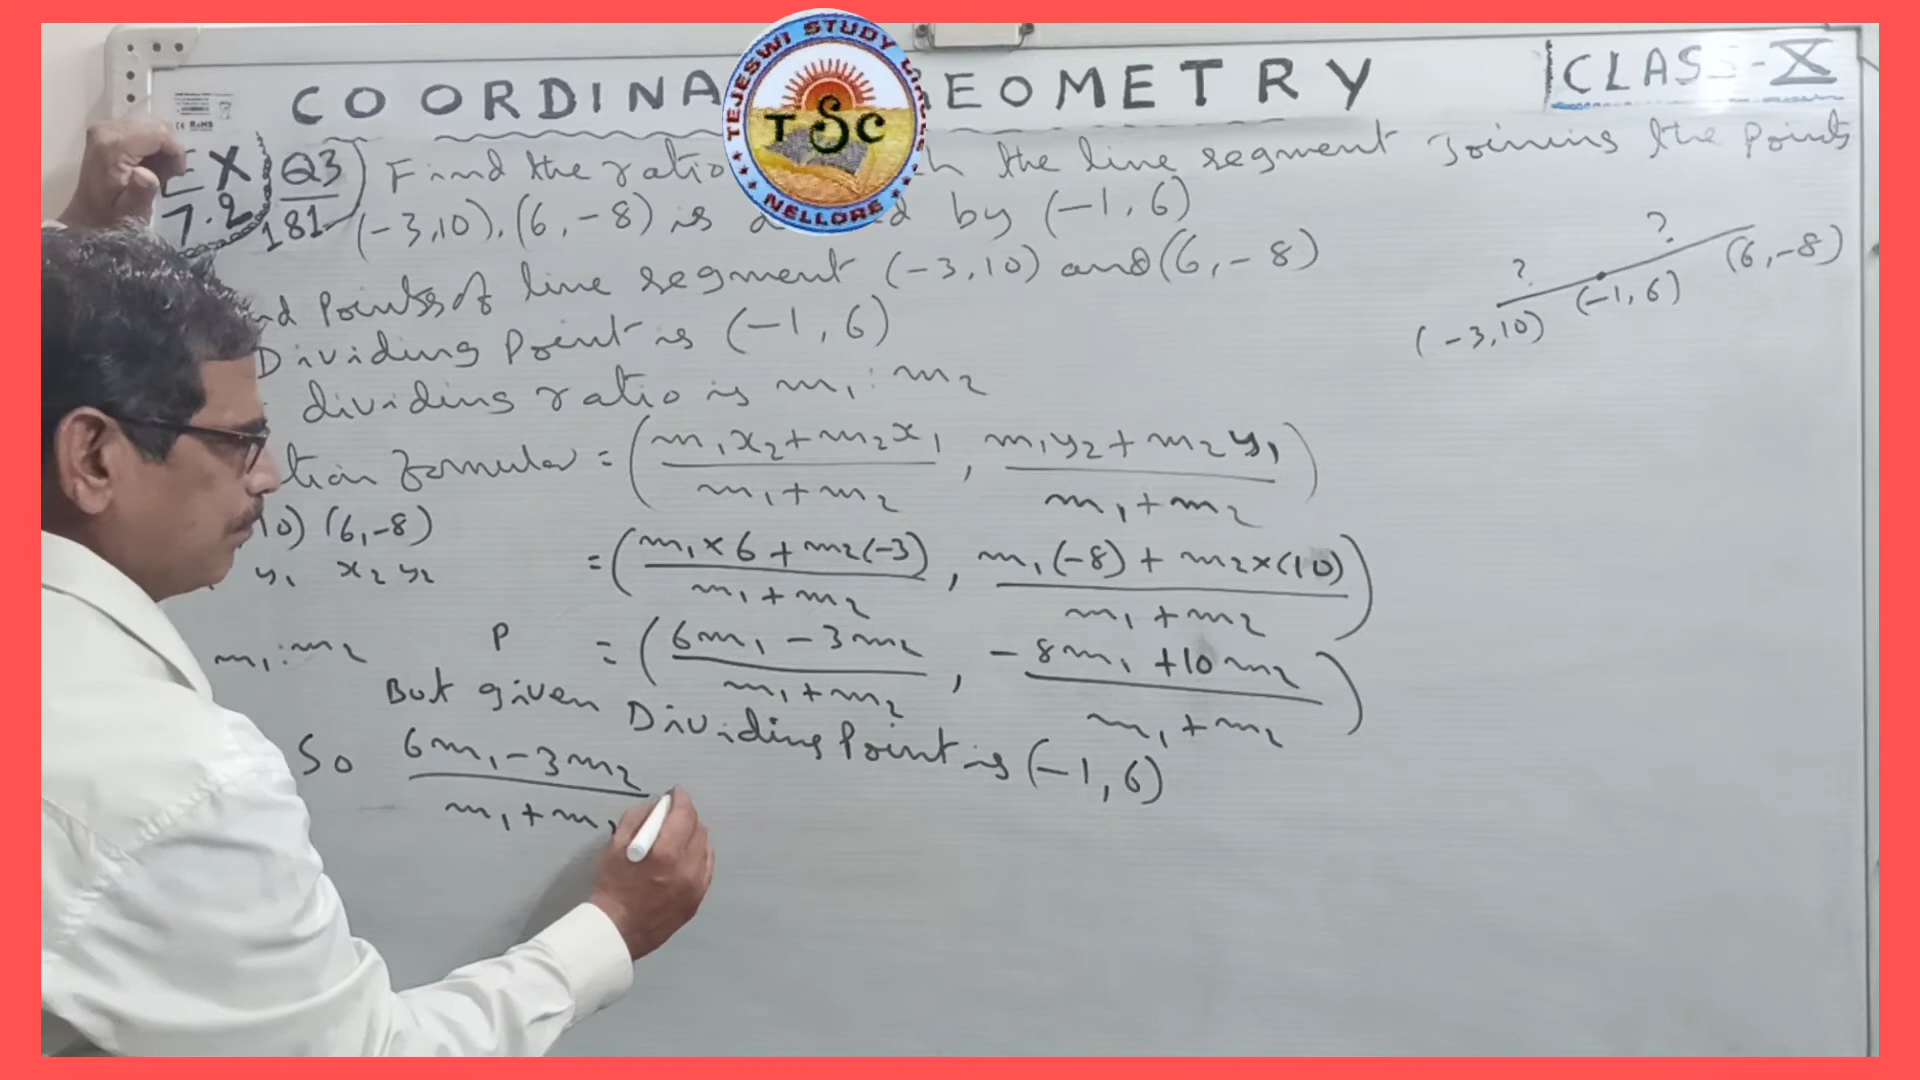 COORDINA EOMETRY
CLASS-X
TEJESWI STUDY CIRCLE
TSC
NELLORE
EX 7.2
Q3 181
Find the ratio the line segment Joining the points
(-3,10), (6,-8) is by (-1,6)
Points of line segment (-3,10) and (6,-8)
Dividing Point is (-1,6)
dividing ratio is m₁ : m₂
formula = ( (m₁x₂+m₂x₁)/(m₁+m₂) , (m₁y₂+m₂y₁)/(m₁+m₂) )
10) (6,-8)
y₁ x₂ y₂
= ( (m₁×6+m₂(-3))/(m₁+m₂) , (m₁(-8)+m₂×(10))/(m₁+m₂) )
m₁:m₂
P = ( (6m₁-3m₂)/(m₁+m₂) , (-8m₁+10m₂)/(m₁+m₂) )
But given Dividing Point is (-1,6)
So (6m₁-3m₂)/(m₁+m₂)
? ?
(-3,10) (-1,6) (6,-8)